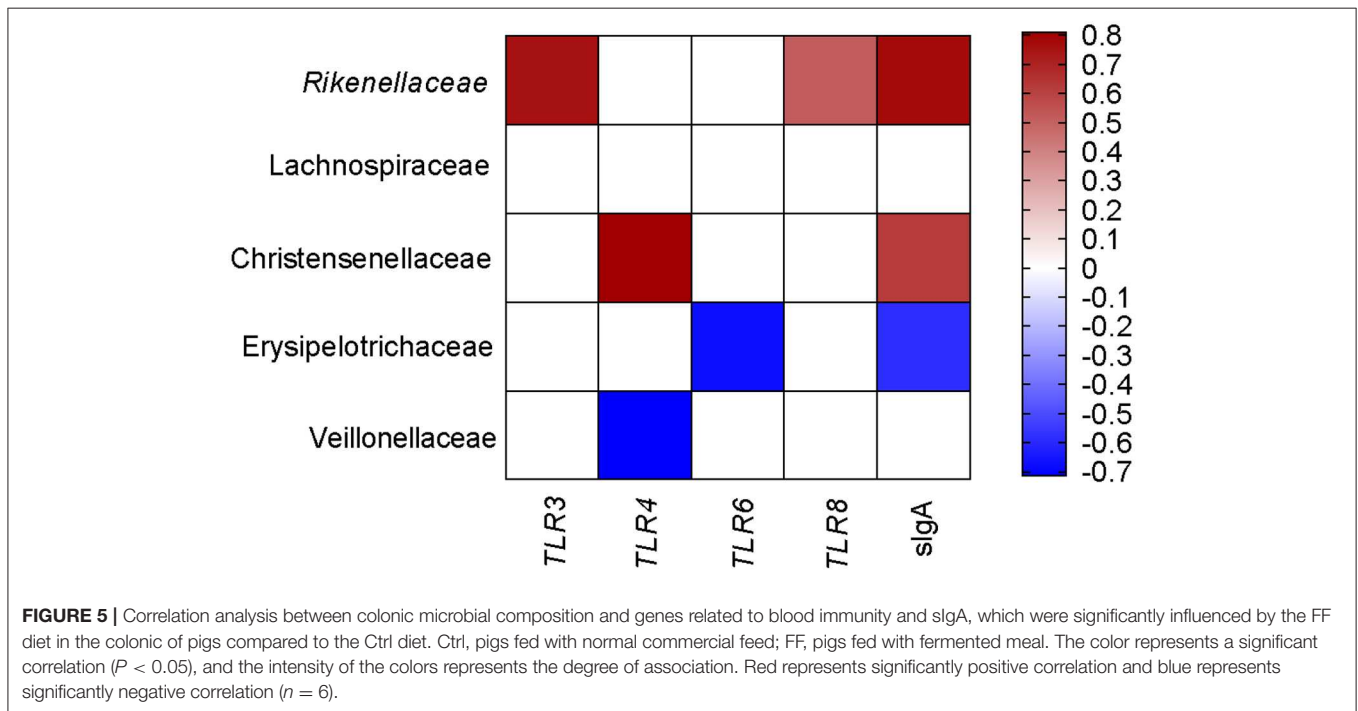 Rikenellaceae
Lachnospiraceae
Christensenellaceae
Erysipelotrichaceae
Veillonellaceae
TLR3
TLR4
TLR6
TLR8
sIgA
0.8
0.7
0.6
0.5
0.4
0.3
0.2
0.1
0
-0.1
-0.2
-0.3
-0.4
-0.5
-0.6
-0.7
FIGURE 5 | Correlation analysis between colonic microbial composition and genes related to blood immunity and sIgA, which were significantly influenced by the FF
diet in the colonic of pigs compared to the Ctrl diet. Ctrl, pigs fed with normal commercial feed; FF, pigs fed with fermented meal. The color represents a significant
correlation (P < 0.05), and the intensity of the colors represents the degree of association. Red represents significantly positive correlation and blue represents
significantly negative correlation (n = 6).